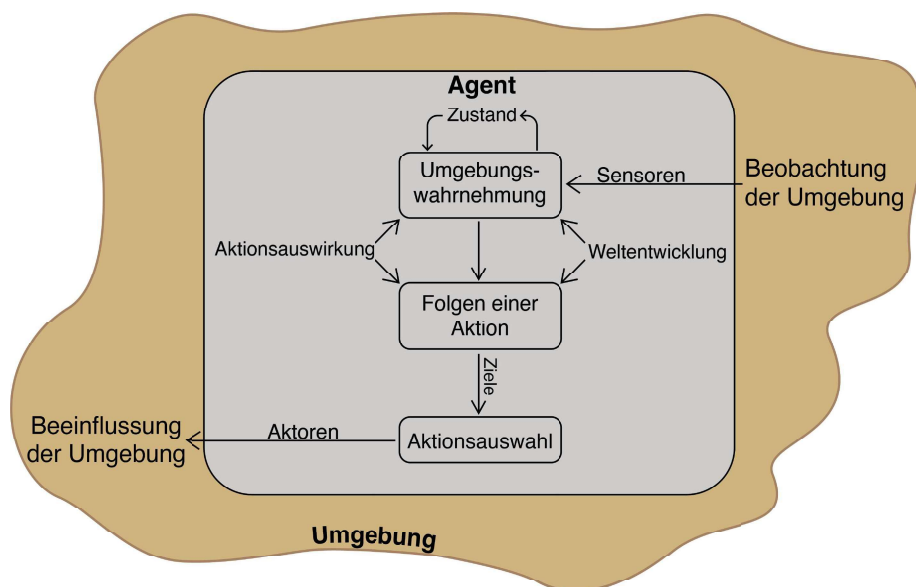 Agent
Zustand
Umgebungs-
wahrnehmung
Sensoren
Beobachtung
der Umgebung
Aktionsauswirkung
Weltentwicklung
Folgen einer
Aktion
Ziele
Beeinflussung
der Umgebung
Aktoren
Aktionsauswahl
Umgebung